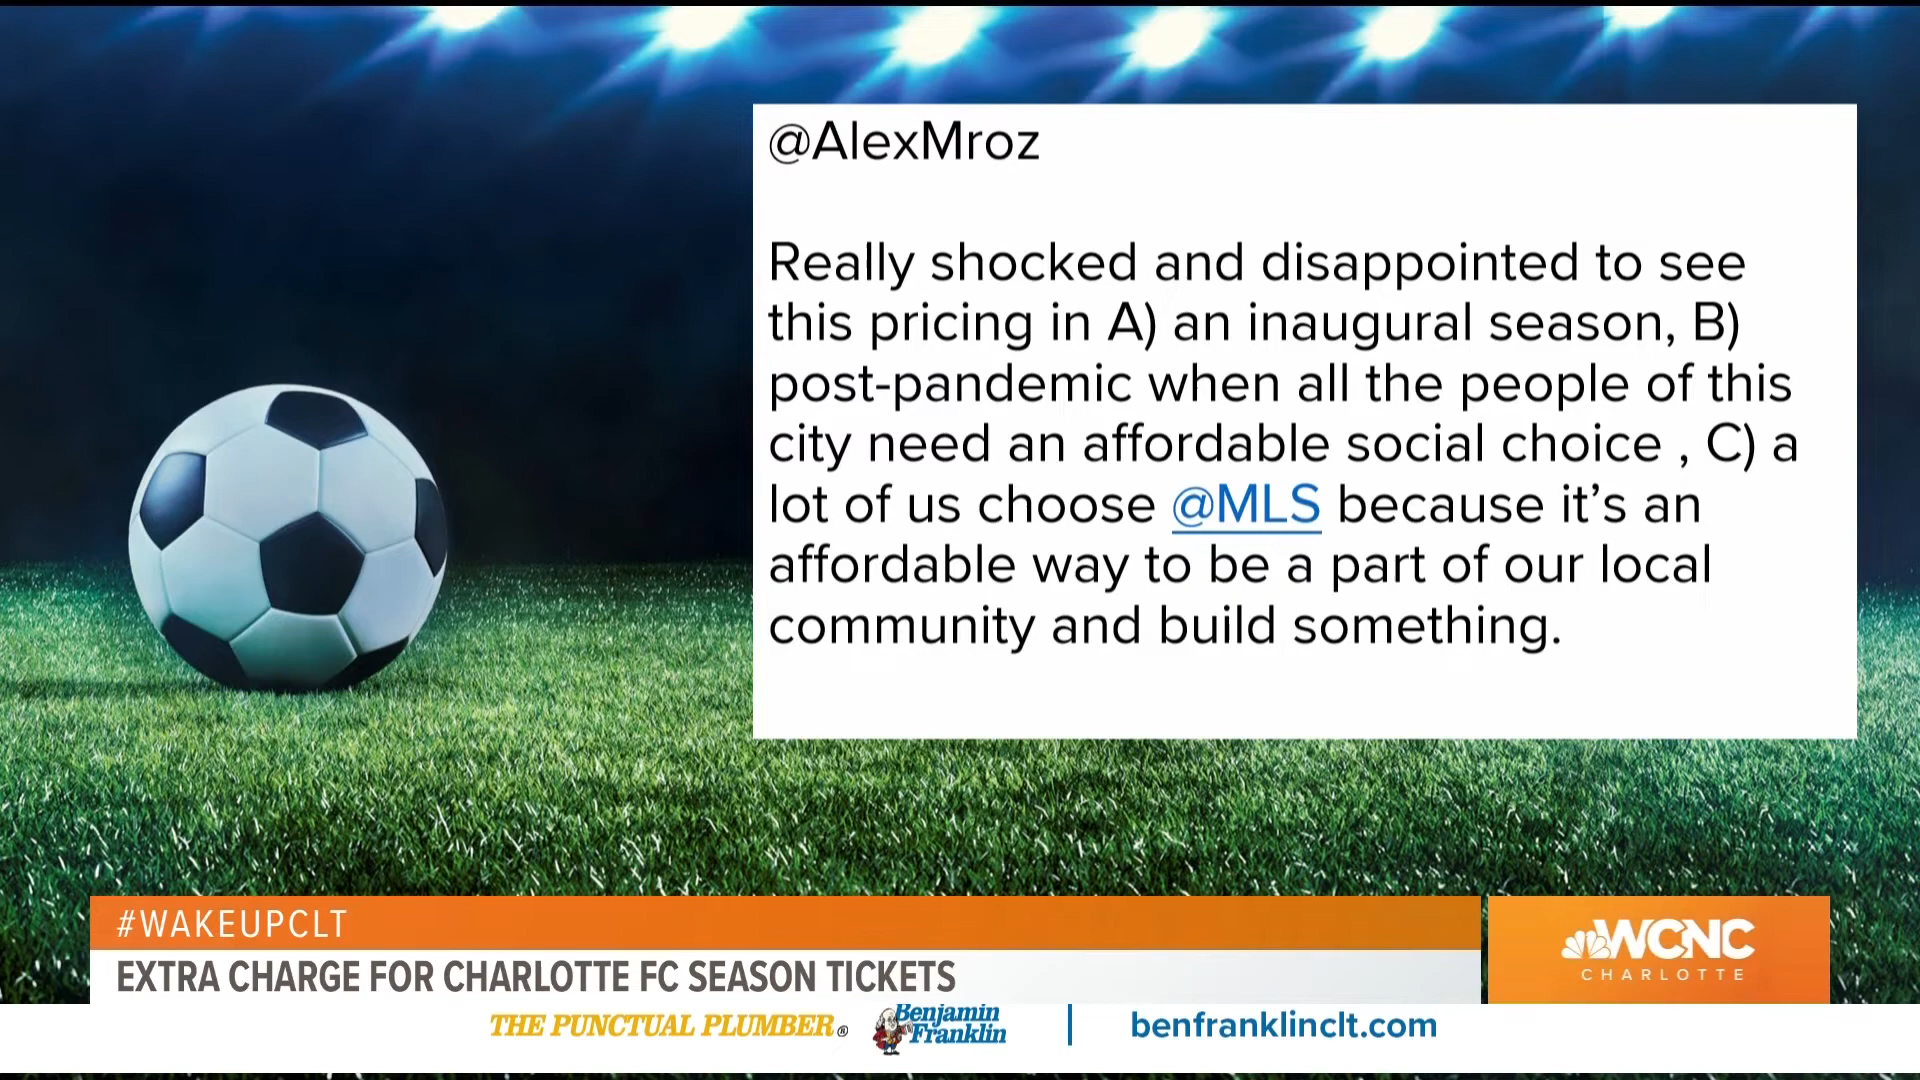 @AlexMroz
Really shocked and disappointed to see
this pricing in A) an inaugural season, B)
post-pandemic when all the people of this
city need an affordable social choice , C) a
lot of us choose @MLS because it’s an
affordable way to be a part of our local
community and build something.
#WAKEUPCLT
EXTRA CHARGE FOR CHARLOTTE FC SEASON TICKETS
WCNC
CHARLOTTE
THE PUNCTUAL PLUMBER®
Benjamin
Franklin
benfranklinclt.com